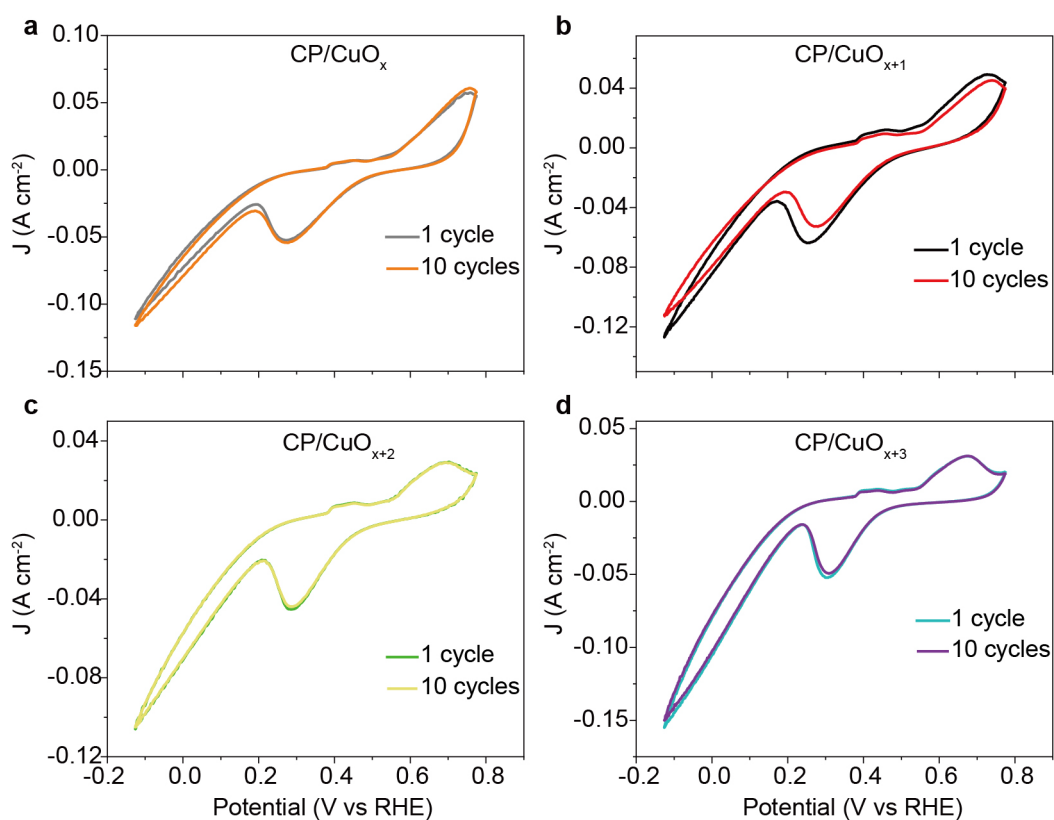 a
CP/CuOx
0.10
0.05
0.00
-0.05
-0.10
-0.15
J (A cm-2)
1 cycle
10 cycles
b
CP/CuOx+1
0.04
0.00
-0.04
-0.08
-0.12
J (A cm-2)
1 cycle
10 cycles
c
CP/CuOx+2
0.04
0.00
-0.04
-0.08
-0.12
J (A cm-2)
1 cycle
10 cycles
-0.2 0.0 0.2 0.4 0.6 0.8
Potential (V vs RHE)
d
CP/CuOx+3
0.05
0.00
-0.05
-0.10
-0.15
J (A cm-2)
1 cycle
10 cycles
0.0 0.2 0.4 0.6 0.8
Potential (V vs RHE)